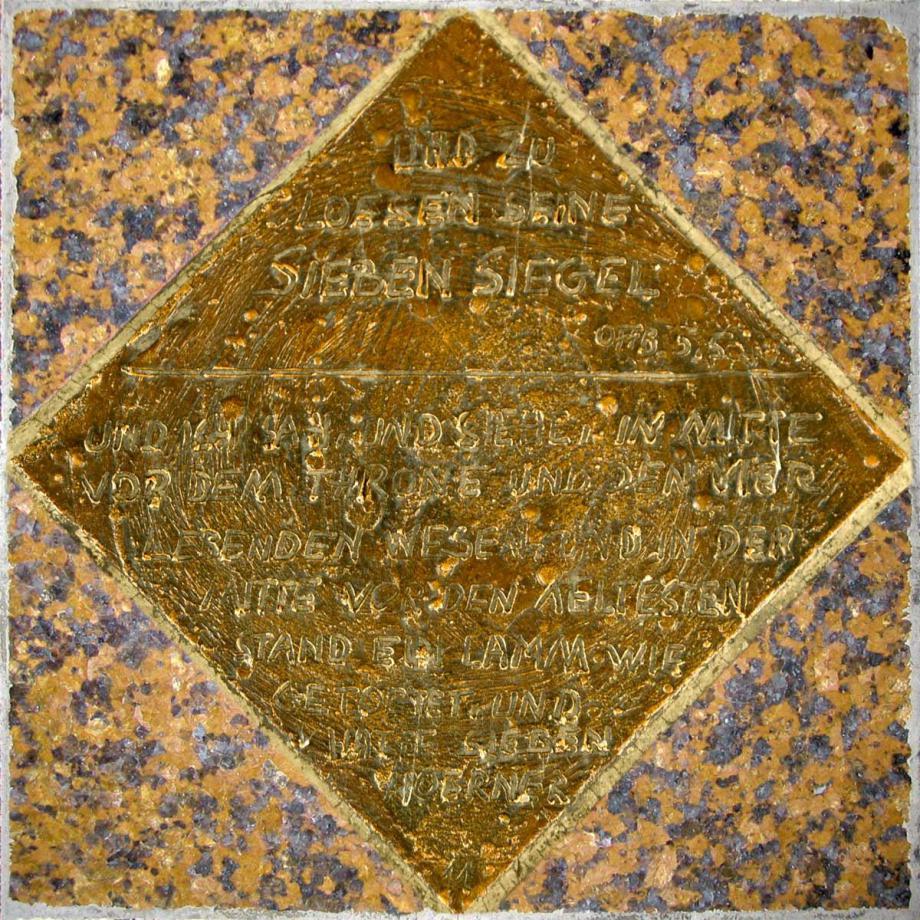 UND ZU
LOESEN SEINE
SIEBEN SIEGEL
OFFB. 5,5
UND ICH SAH UND SIEHE! IN MITTE
VOR DEM THRONE UND DEN VIER
LEBENDEN WESEN, UND IN DER
MITTE VOR DEN AELTESTEN
STAND EIN LAMM WIE
GETOETET UND
HATTE SIEBEN
HOERNER